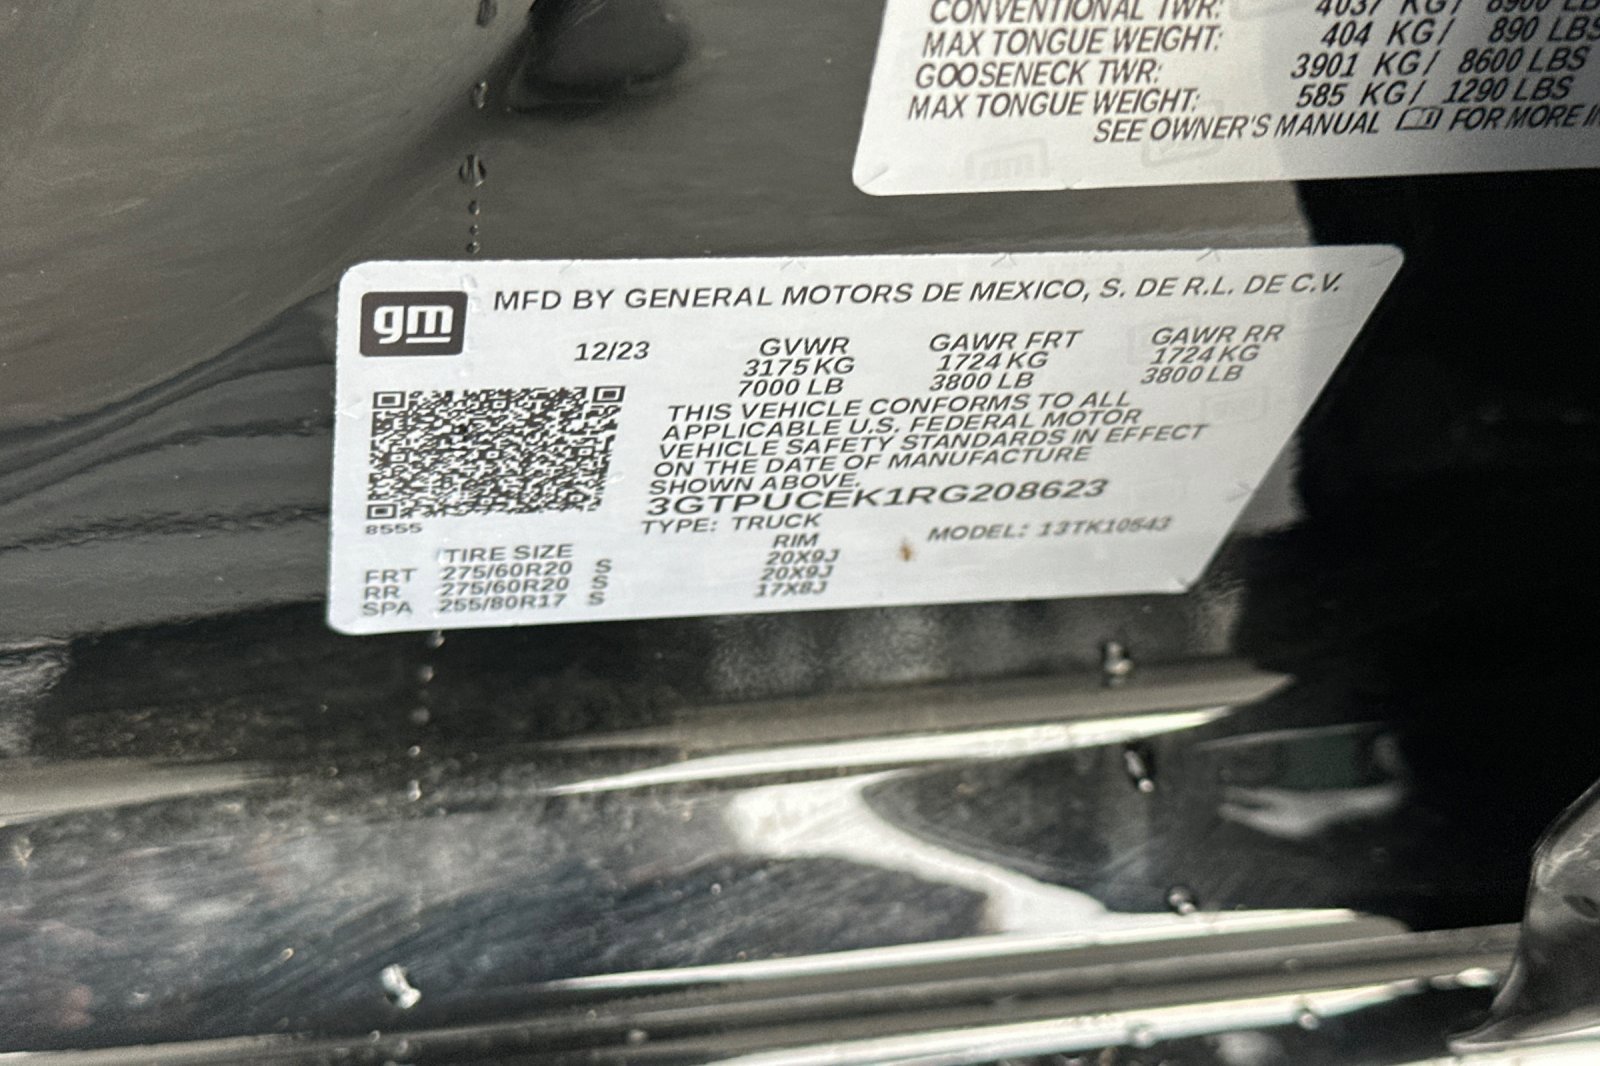 CONVENTIONAL TWR: 4037 KG/ 8900 LB
MAX TONGUE WEIGHT: 404 KG/ 890 LBS
GOOSENECK TWR: 3901 KG/ 8600 LBS
MAX TONGUE WEIGHT: 585 KG/ 1290 LBS
SEE OWNER'S MANUAL FOR MORE
gm
MFD BY GENERAL MOTORS DE MEXICO, S. DE R.L. DE C.V.
12/23 GVWR GAWR FRT GAWR RR
3175 KG 1724 KG 1724 KG
7000 LB 3800 LB 3800 LB
THIS VEHICLE CONFORMS TO ALL
APPLICABLE U.S. FEDERAL MOTOR
VEHICLE SAFETY STANDARDS IN EFFECT
ON THE DATE OF MANUFACTURE
SHOWN ABOVE.
3GTPUCEK1RG208623
8555
TYPE: TRUCK MODEL: 13TK10543
TIRE SIZE RIM
FRT 275/60R20 S 20X9J
RR 275/60R20 S 20X9J
SPA 255/80R17 S 17X8J